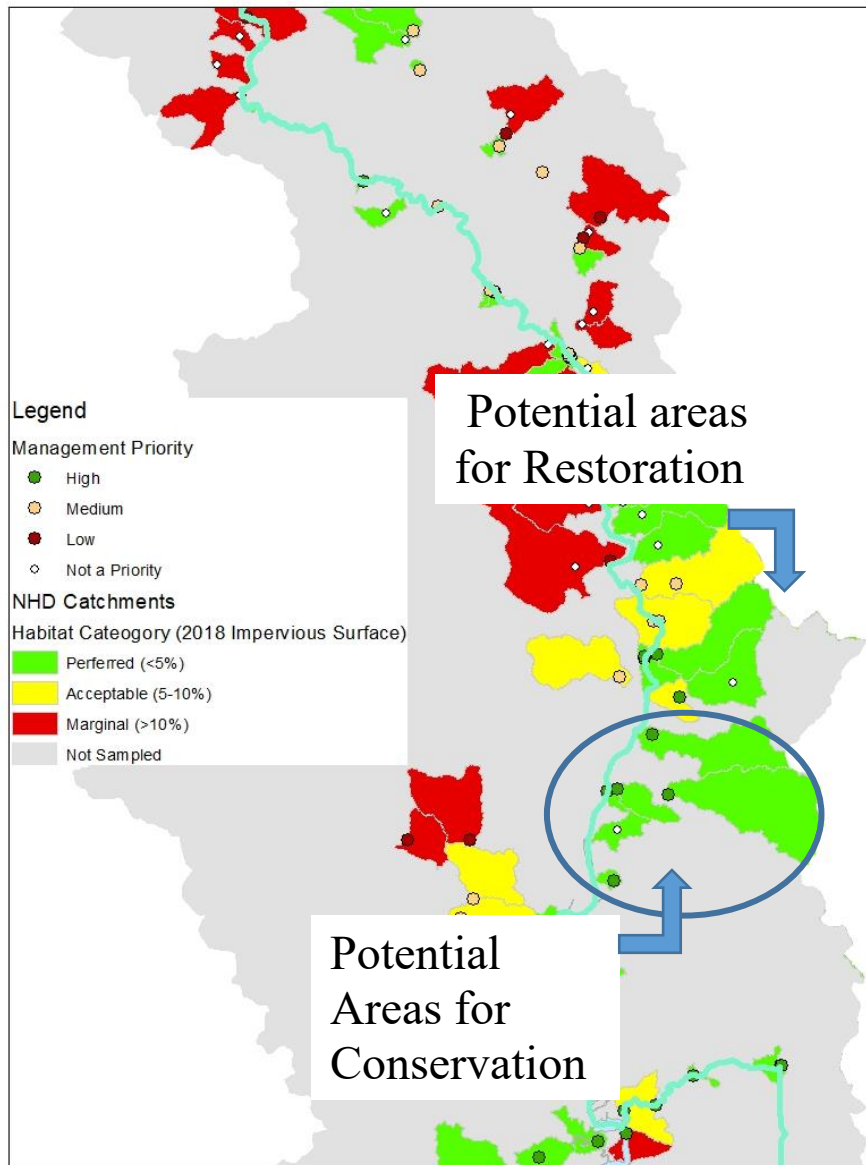 Potential areas
for Restoration
Legend
Management Priority
High
Medium
Low
Not a Priority
NHD Catchments
Habitat Cateogory (2018 Impervious Surface)
Perferred (<5%)
Acceptable (5-10%)
Marginal (>10%)
Not Sampled
Potential
Areas for
Conservation